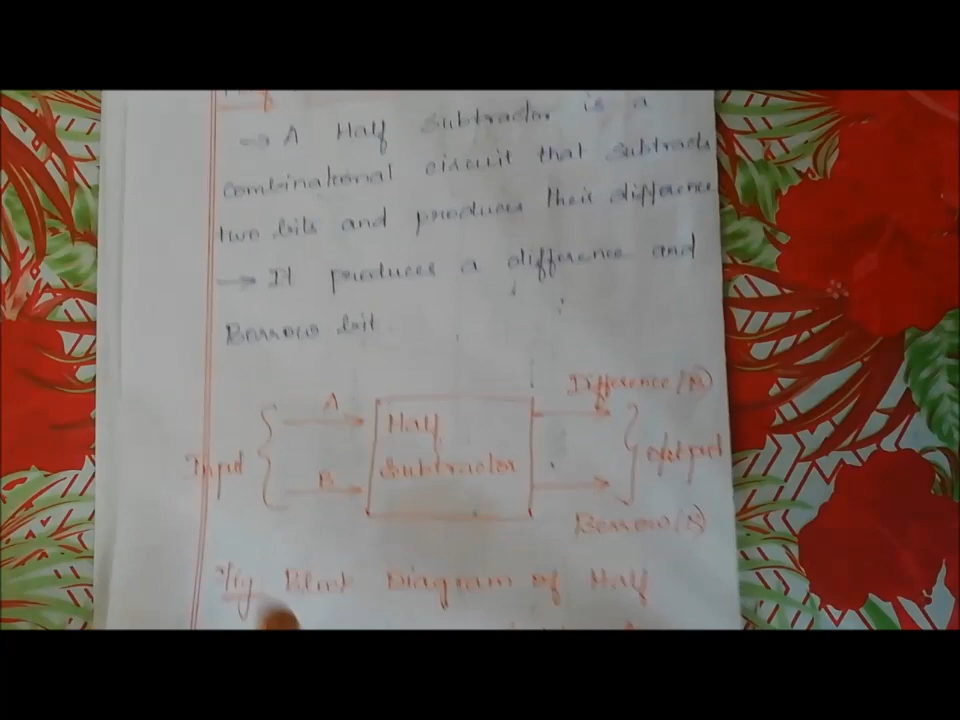 → A Half Subtractor is a
combinational circuit that subtracts
two bits and produces their difference
→ It produces a difference and
Borrow bit
Difference
A
Half
Input
Subtractor
Output
B
Borrow
Fig: Block Diagram of Half